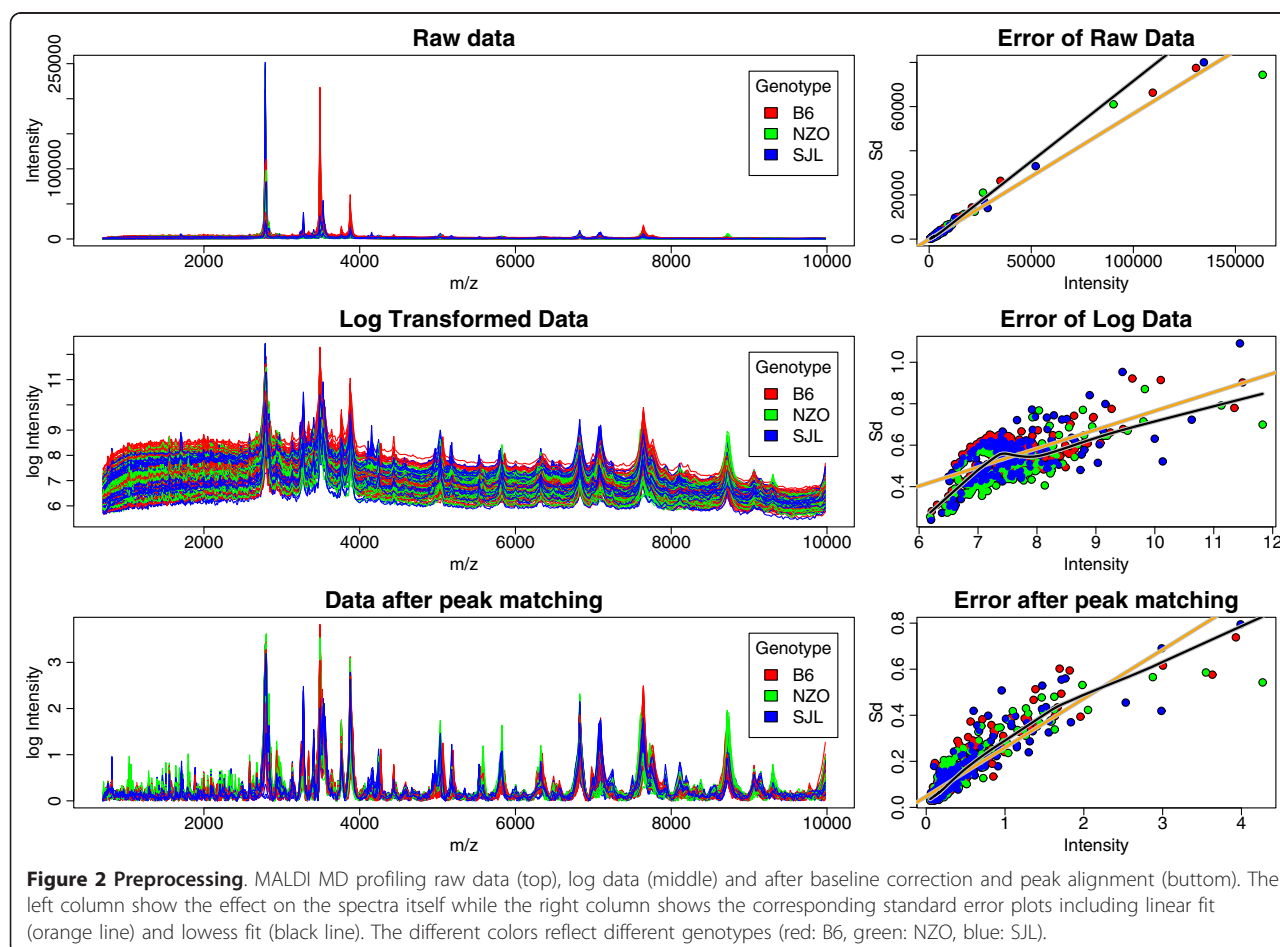 Raw data
Intensity
250000
100000
0
2000
4000
6000
8000
10000
m/z
Genotype
B6
NZO
SJL
Error of Raw Data
Sd
60000
20000
0
0
50000
100000
150000
Intensity
Log Transformed Data
log Intensity
11
9
8
7
6
2000
4000
6000
8000
10000
m/z
Genotype
B6
NZO
SJL
Error of Log Data
Sd
1.0
0.8
0.6
0.4
6
7
8
9
10
11
12
Intensity
Data after peak matching
log Intensity
3
2
1
0
2000
4000
6000
8000
10000
m/z
Genotype
B6
NZO
SJL
Error after peak matching
Sd
0.8
0.6
0.4
0.2
0.0
0
1
2
3
4
Intensity
Figure 2 Preprocessing. MALDI MD profiling raw data (top), log data (middle) and after baseline correction and peak alignment (buttom). The
left column show the effect on the spectra itself while the right column shows the corresponding standard error plots including linear fit
(orange line) and lowess fit (black line). The different colors reflect different genotypes (red: B6, green: NZO, blue: SJL).